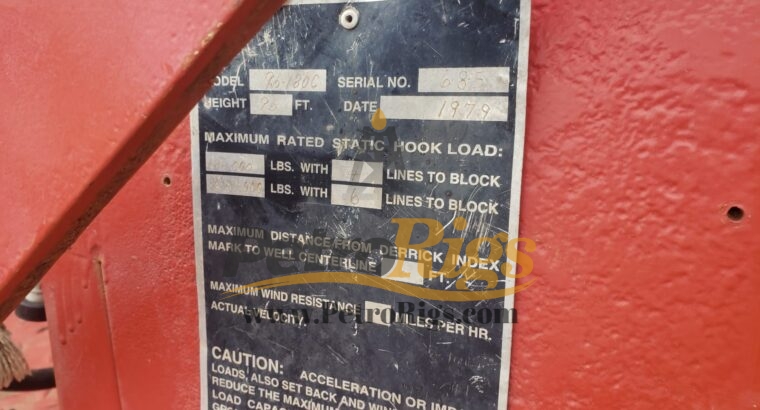 MODEL 96-180C SERIAL NO. 685
HEIGHT 96 FT. DATE 1979
MAXIMUM RATED STATIC HOOK LOAD:
LBS. WITH LINES TO BLOCK
LBS. WITH 6 LINES TO BLOCK
MAXIMUM DISTANCE FROM DERRICK INDEX
MARK TO WELL CENTERLINE FT.
PetroRigs
MAXIMUM WIND RESISTANCE
www.PetroRigs.com
ACTUAL VELOCITY. MILES PER HR.
CAUTION: ACCELERATION OR
LOADS, ALSO SET BACK AND
REDUCE THE MAXIMUM
LOAD